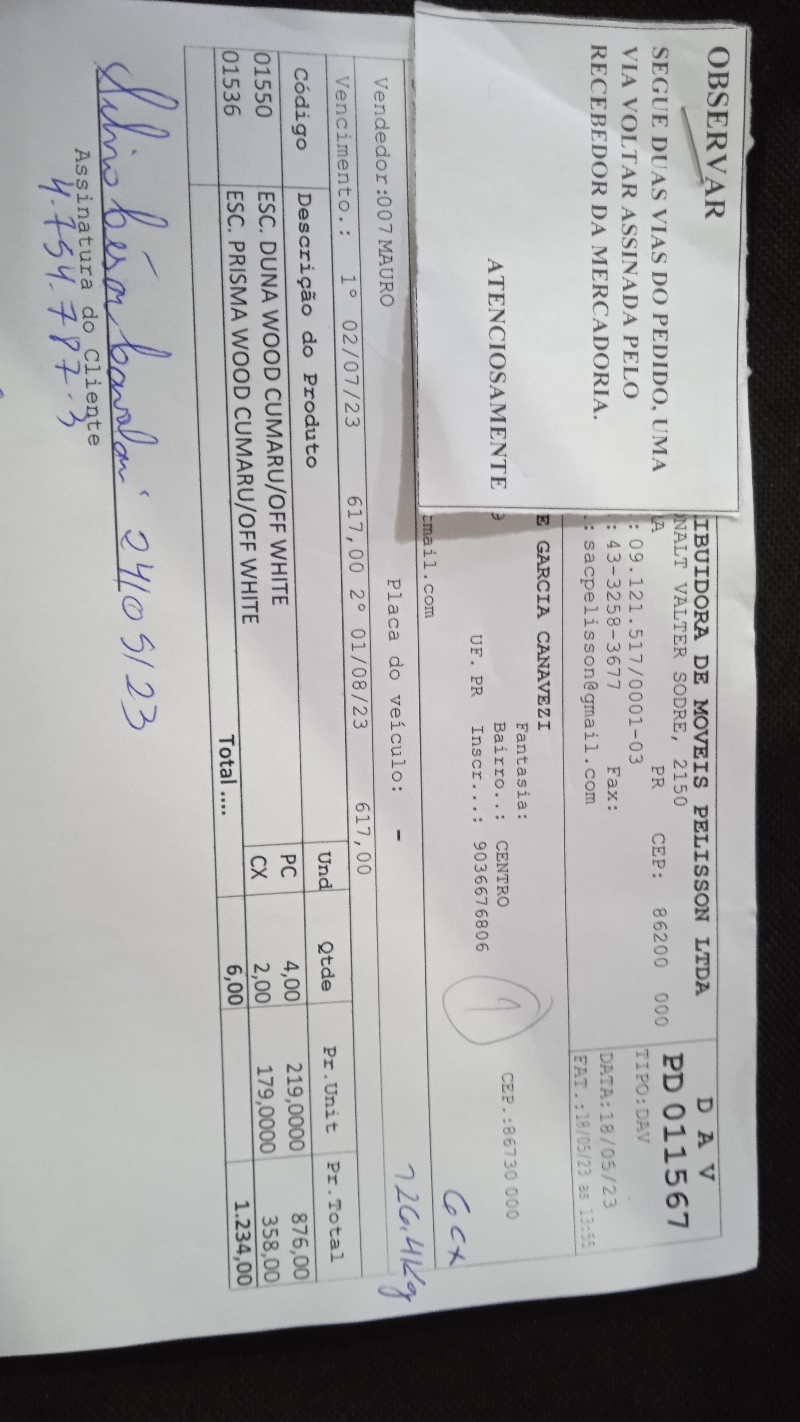 OBSERVAR
SEGUE DUAS VIAS DO PEDIDO, UMA
VIA VOLTAR ASSINADA PELO
RECEBEDOR DA MERCADORIA.
ATENCIOSAMENTE
IBUIDORA DE MOVEIS PELISSON LTDA
ONALT VALTER SODRE, 2150
PR CEP: 86200 000
: 09.121.517/0001-03
: 43-3258-3677 Fax:
.: sacpelisson@gmail.com
D A V
PD 011567
TIPO:DAV
DATA:18/05/23
FAT.:18/05/23 as 13:55
E GARCIA CANAVEZI
Fantasia:
Bairro..: CENTRO CEP.:86730 000
UF. PR Inscr...: 9036676806
1
tmail.com
6 cx
Vendedor:007 MAURO Placa do veículo: -
126,4Kg
Vencimento.: 1° 02/07/23 617,00 2° 01/08/23 617,00
Código Descrição do Produto Und Qtde Pr.Unit Pr.Total
01550 ESC. DUNA WOOD CUMARU/OFF WHITE PC 4,00 219,0000 876,00
01536 ESC. PRISMA WOOD CUMARU/OFF WHITE CX 2,00 179,0000 358,00
Total .... 6,00 1.234,00
24/05/23
Assinatura do Cliente
4.754.787-3